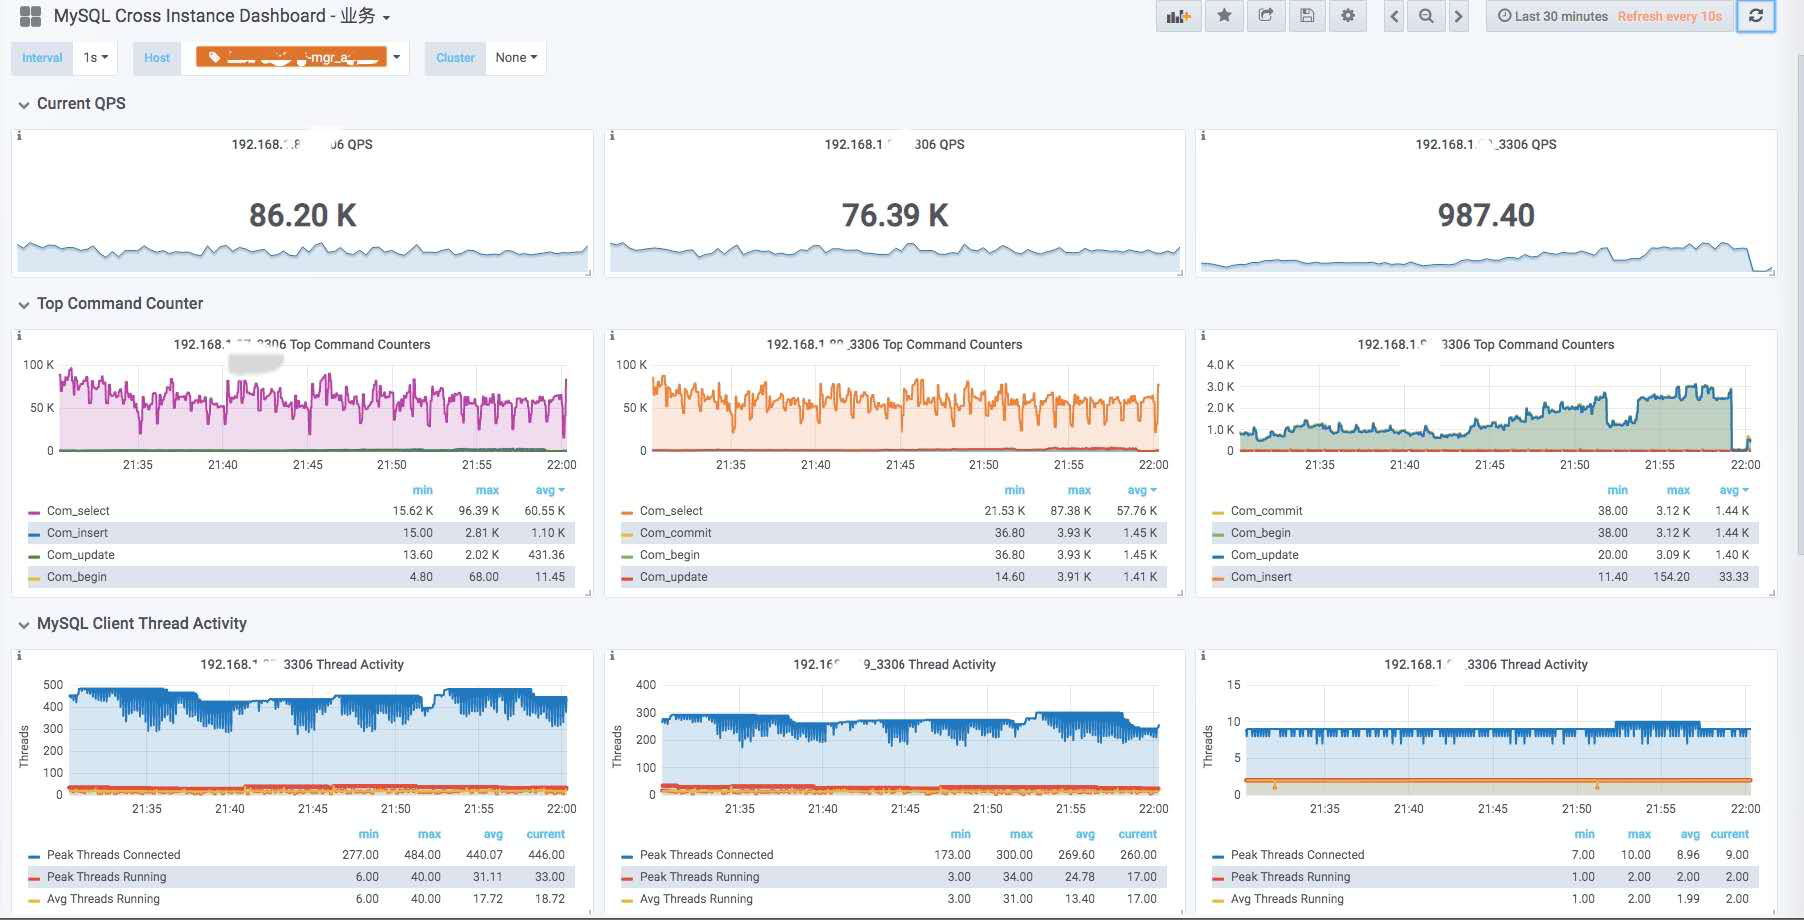 MySQL Cross Instance Dashboard - 业务
Last 30 minutes Refresh every 10s
Interval 1s Host -mgr_a Cluster None
Current QPS
192.168. 06 QPS 192.168.1 306 QPS 192.168.1. _3306 QPS
86.20 K 76.39 K 987.40
Top Command Counter
192.168.1 3306 Top Command Counters
100 K
50 K
0
21:35 21:40 21:45 21:50 21:55 22:00
min max avg
Com_select 15.62 K 96.39 K 60.55 K
Com_insert 15.00 2.81 K 1.10 K
Com_update 13.60 2.02 K 431.36
Com_begin 4.80 68.00 11.45
192.168.1 _3306 Top Command Counters
100 K
50 K
0
21:35 21:40 21:45 21:50 21:55 22:00
min max avg
Com_select 21.53 K 87.38 K 57.76 K
Com_commit 36.80 3.93 K 1.45 K
Com_begin 36.80 3.93 K 1.45 K
Com_update 14.60 3.91 K 1.41 K
192.168.1. 3306 Top Command Counters
4.0 K
3.0 K
2.0 K
1.0 K
0
21:35 21:40 21:45 21:50 21:55 22:00
min max avg
Com_commit 38.00 3.12 K 1.44 K
Com_begin 38.00 3.12 K 1.44 K
Com_update 20.00 3.09 K 1.40 K
Com_insert 11.40 154.20 33.33
MySQL Client Thread Activity
192.168.1 3306 Thread Activity
Threads
500
400
300
200
100
0
21:35 21:40 21:45 21:50 21:55 22:00
min max avg current
Peak Threads Connected 277.00 484.00 440.07 446.00
Peak Threads Running 6.00 40.00 31.11 33.00
Avg Threads Running 6.00 40.00 17.72 18.72
192.16 9_3306 Thread Activity
Threads
400
300
200
100
0
21:35 21:40 21:45 21:50 21:55 22:00
min max avg current
Peak Threads Connected 173.00 300.00 269.60 260.00
Peak Threads Running 3.00 34.00 24.78 17.00
Avg Threads Running 3.00 31.00 13.40 17.00
192.168.1. _3306 Thread Activity
Threads
15
10
5
0
21:35 21:40 21:45 21:50 21:55 22:00
min max avg current
Peak Threads Connected 7.00 10.00 8.96 9.00
Peak Threads Running 1.00 2.00 2.00 2.00
Avg Threads Running 1.00 2.00 1.99 2.00